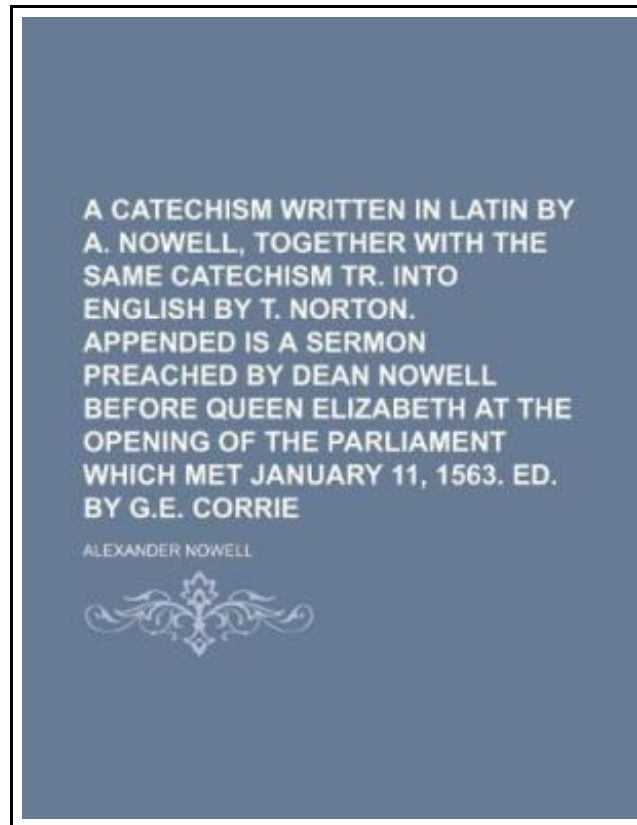 A CATECHISM WRITTEN IN LATIN BY
A. NOWELL, TOGETHER WITH THE
SAME CATECHISM TR. INTO
ENGLISH BY T. NORTON.
APPENDED IS A SERMON
PREACHED BY DEAN NOWELL
BEFORE QUEEN ELIZABETH AT THE
OPENING OF THE PARLIAMENT
WHICH MET JANUARY 11, 1563. ED.
BY G.E. CORRIE
ALEXANDER NOWELL